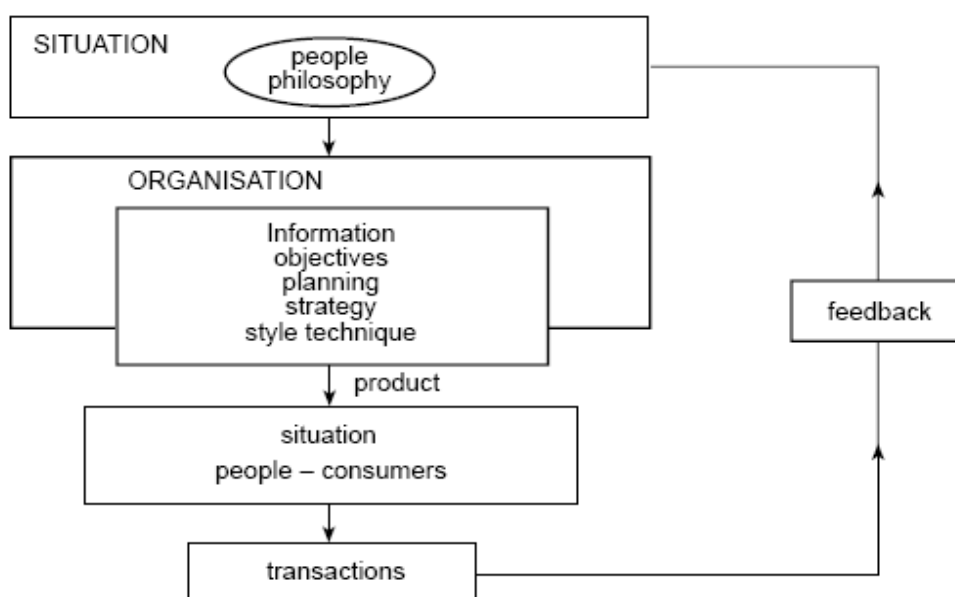 SITUATION
people
philosophy
ORGANISATION
Information
objectives
planning
strategy
style technique
feedback
product
situation
people – consumers
transactions